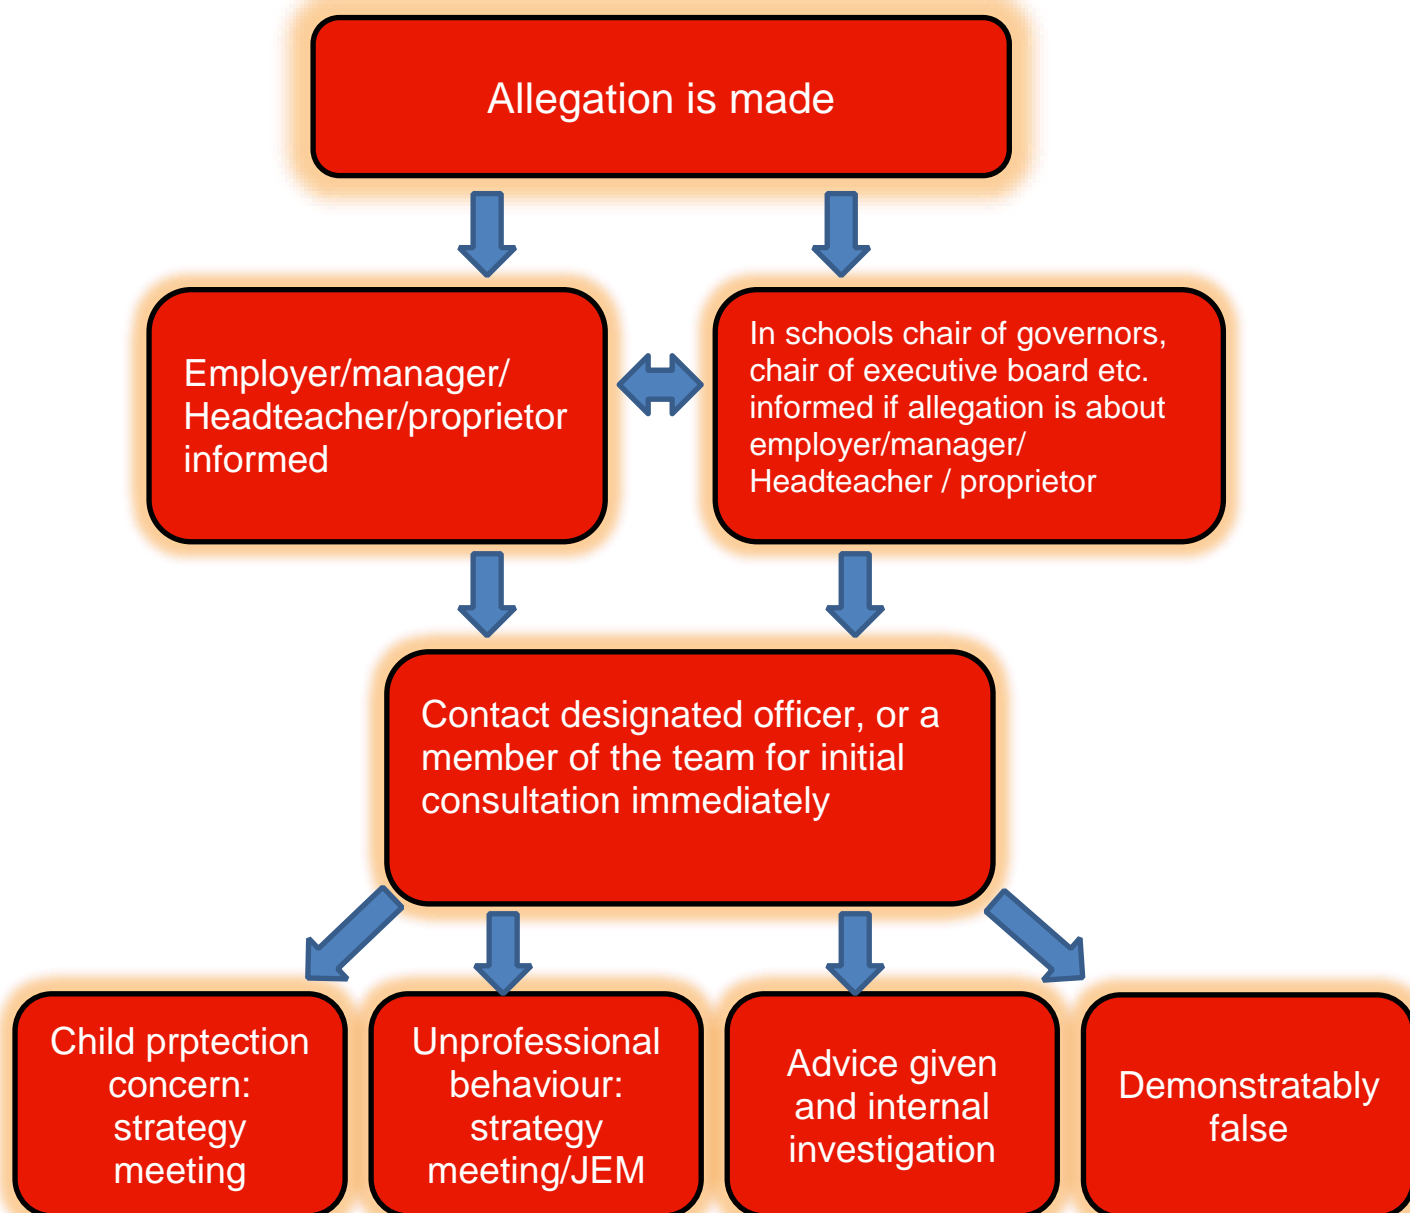 Allegation is made
Employer/manager/
Headteacher/proprietor
informed
In schools chair of governors,
chair of executive board etc.
informed if allegation is about
employer/manager/
Headteacher / proprietor
Contact designated officer, or a
member of the team for initial
consultation immediately
Child prptection
concern:
strategy
meeting
Unprofessional
behaviour:
strategy
meeting/JEM
Advice given
and internal
investigation
Demonstratably
false